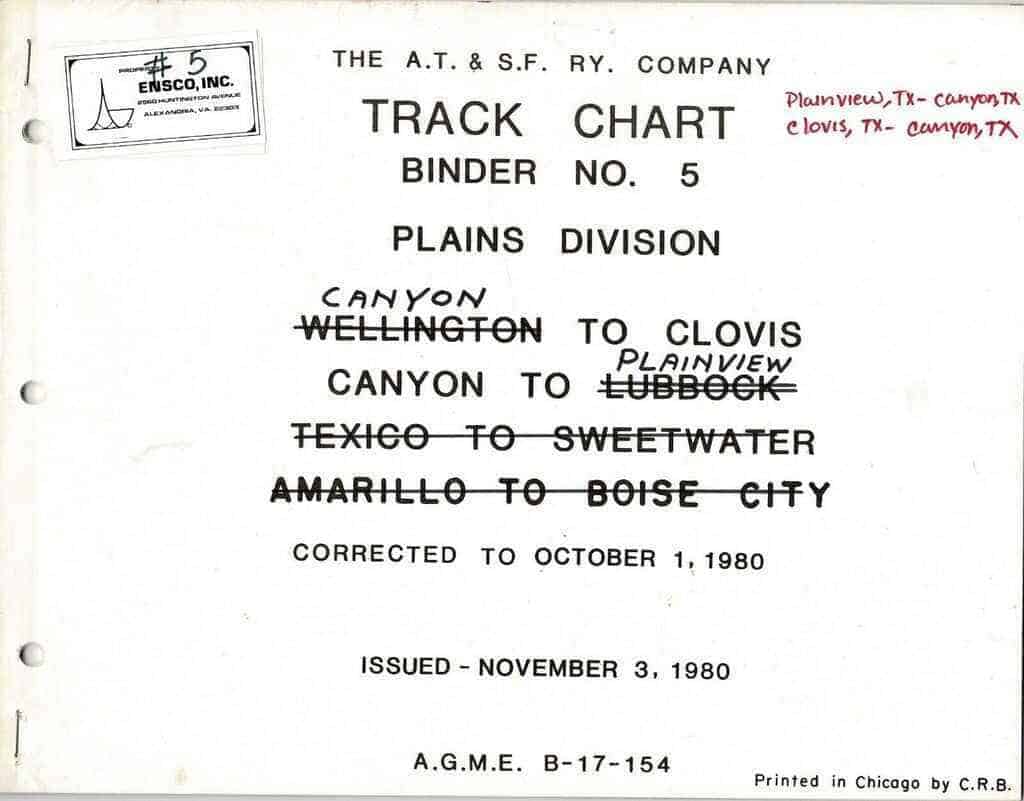 # 5
ENSCO, INC.
ALEXANDRIA, VA. 22303
THE A.T. & S.F. RY. COMPANY
TRACK CHART
BINDER NO. 5
Plainview, TX - Canyon, TX
Clovis, TX - Canyon, TX
PLAINS DIVISION
CANYON
WELLINGTON TO CLOVIS
PLAINVIEW
CANYON TO LUBBOCK
TEXICO TO SWEETWATER
AMARILLO TO BOISE CITY
CORRECTED TO OCTOBER 1, 1980
ISSUED - NOVEMBER 3, 1980
A.G.M.E. B-17-154
Printed in Chicago by C.R.B.